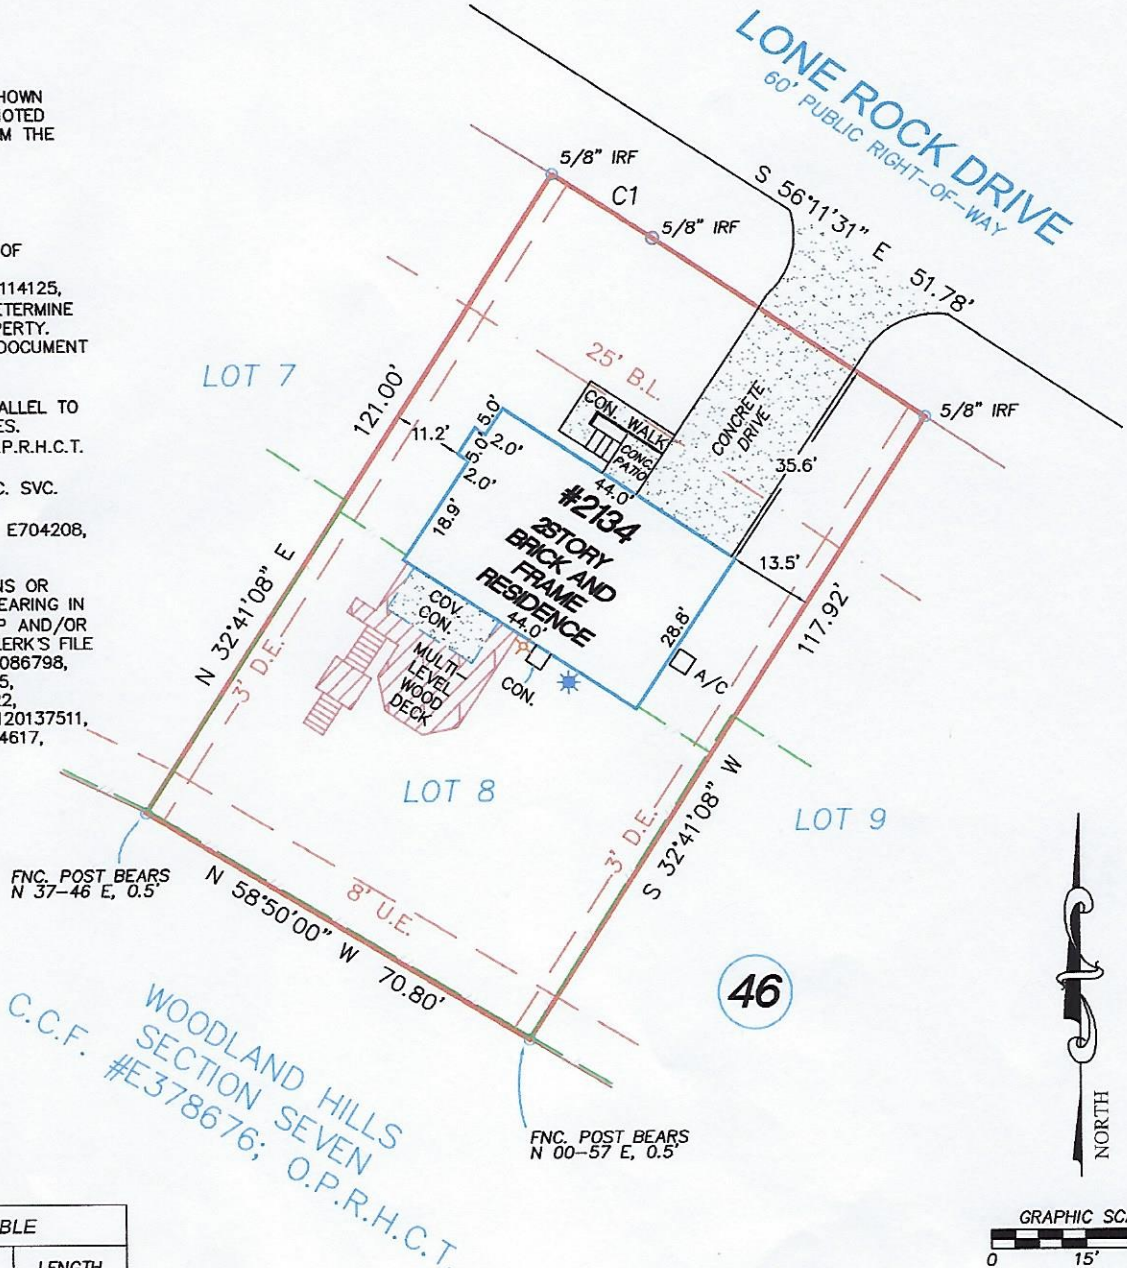 HOWN
NOTED
M THE
OF
114125,
ETERMINE
PERTY.
DOCUMENT
ALLEL TO
ES.
.P.R.H.C.T.
C. SVC.
E704208,
NS OR
EARING IN
P AND/OR
LERK'S FILE
086798,
5,
22,
120137511,
4617,
LONE ROCK DRIVE
60' PUBLIC RIGHT-OF-WAY
S 56°11'31" E 51.78'
5/8" IRF
C1
5/8" IRF
5/8" IRF
LOT 7
25' B.L.
121.00'
11.2'
5.0'
2.0'
5.0'
2.0'
18.9'
CON. WALK
CONC.
PATIO
CONCRETE
DRIVE
35.6'
44.0'
#2134
2STORY
BRICK AND
FRAME
RESIDENCE
44.0'
13.5'
28.8'
117.92'
A/C
COV.
CON.
MULTI-
LEVEL
WOOD
DECK
CON.
N 32°41'08" E
3' D.E.
LOT 8
LOT 9
3' D.E.
S 32°41'08" W
FNC. POST BEARS
N 37-46 E, 0.5'
8' U.E.
N 58°50'00" W 70.80'
46
C.C.F.
WOODLAND HILLS
SECTION SEVEN
#E378676; O.P.R.H.C.T
FNC. POST BEARS
N 00-57 E, 0.5'
NORTH
GRAPHIC SCA
0 15'
BLE
LENGTH